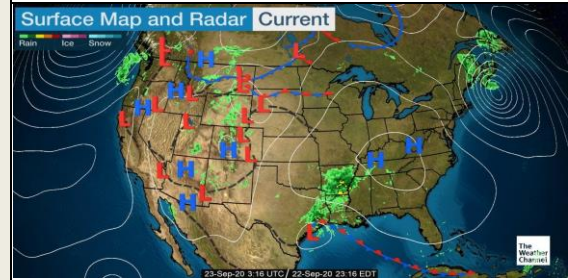 Surface Map and Radar Current
Rain Ice Snow
L
H
L
L
L
H
L
L
H
L
L
L
L
L
H
L
H
H
L
H
L
H
L
The
Weather
Channel
23-Sep-20 3:16 UTC / 22-Sep-20 23:16 EDT